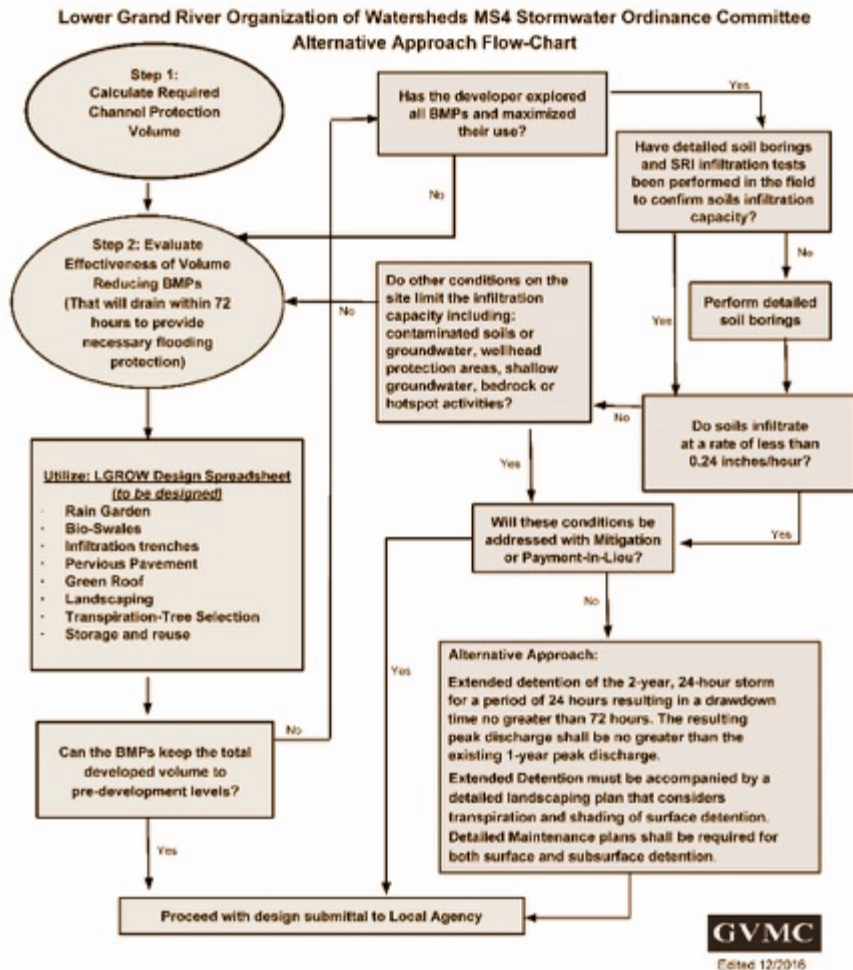 Lower Grand River Organization of Watersheds MS4 Stormwater Ordinance Committee
Alternative Approach Flow-Chart
Step 1:
Calculate Required
Channel Protection
Volume
Has the developer explored
all BMPs and maximized
their use?
Yes
No
Have detailed soil borings
and SRI infiltration tests
been performed in the field
to confirm soils infiltration
capacity?
Step 2: Evaluate
Effectiveness of Volume
Reducing BMPs
(That will drain within 72
hours to provide
necessary flooding
protection)
No
Do other conditions on the
site limit the infiltration
capacity including:
contaminated soils or
groundwater, wellhead
protection areas, shallow
groundwater, bedrock or
hotspot activities?
No
Yes
Perform detailed
soil borings
No
Do soils infiltrate
at a rate of less than
0.24 inches/hour?
Yes
Yes
Utilize: LGROW Design Spreadsheet
(to be designed)
· Rain Garden
· Bio-Swales
· Infiltration trenches
· Pervious Pavement
· Green Roof
· Landscaping
· Transpiration-Tree Selection
· Storage and reuse
Will these conditions be
addressed with Mitigation
or Payment-In-Lieu?
No
Yes
Can the BMPs keep the total
developed volume to
pre-development levels?
No
Yes
Alternative Approach:
Extended detention of the 2-year, 24-hour storm
for a period of 24 hours resulting in a drawdown
time no greater than 72 hours. The resulting
peak discharge shall be no greater than the
existing 1-year peak discharge.
Extended Detention must be accompanied by a
detailed landscaping plan that considers
transpiration and shading of surface detention.
Detailed Maintenance plans shall be required for
both surface and subsurface detention.
Proceed with design submittal to Local Agency
GVMC
Edited 12/2016